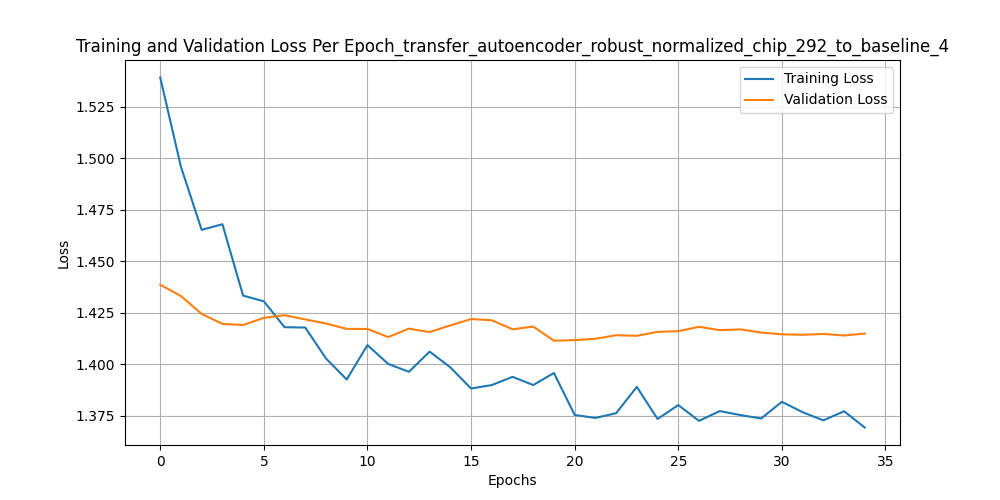 Training and Validation Loss Per Epoch_transfer_autoencoder_robust_normalized_chip_292_to_baseline_4
Training Loss
Validation Loss
1.525
1.500
1.475
1.450
1.425
1.400
1.375
Loss
0 5 10 15 20 25 30 35
Epochs